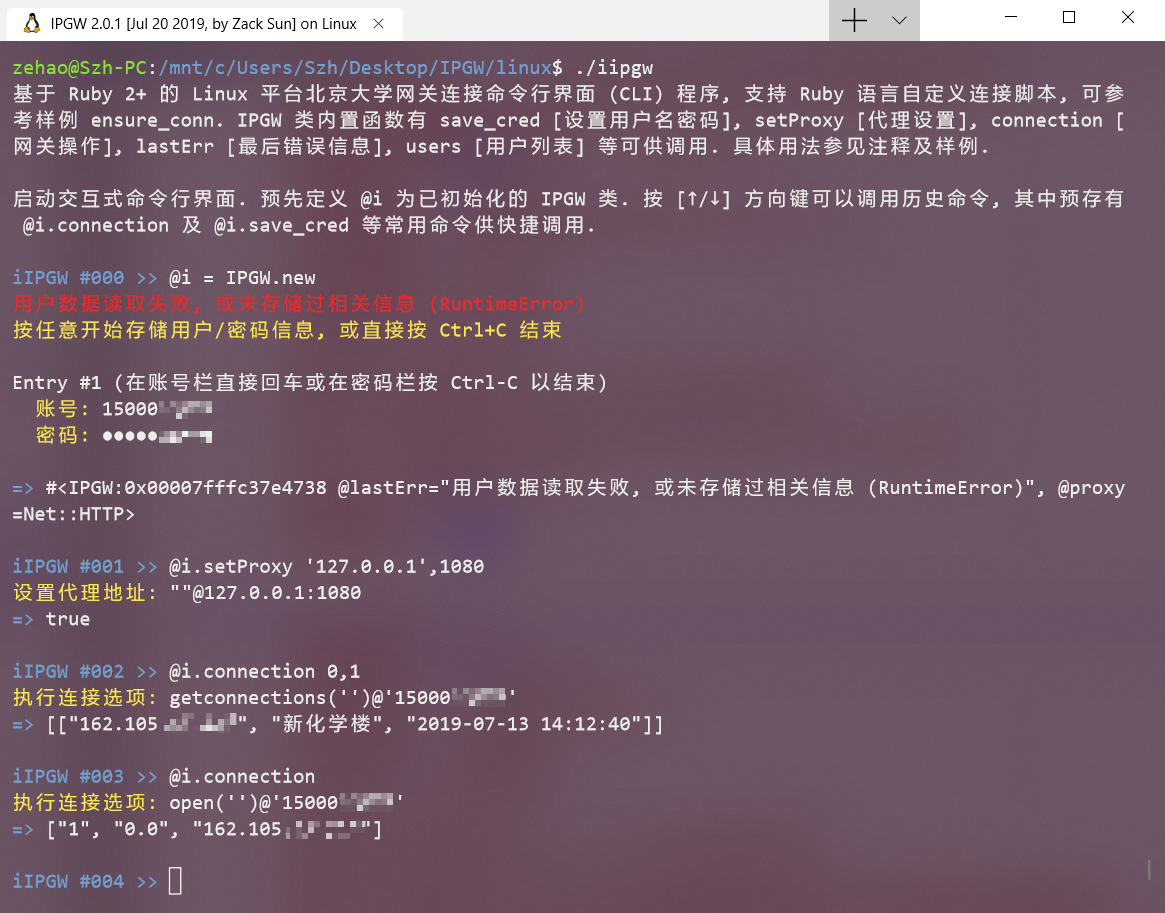 IPGW 2.0.1 [Jul 20 2019, by Zack Sun] on Linux
zehao@Szh-PC:/mnt/c/Users/Szh/Desktop/IPGW/linux$ ./iipgw
基于 Ruby 2+ 的 Linux 平台北京大学网关连接命令行界面 (CLI) 程序, 支持 Ruby 语言自定义连接脚本, 可参
考样例 ensure_conn. IPGW 类内置函数有 save_cred [设置用户名密码], setProxy [代理设置], connection [
网关操作], lastErr [最后错误信息], users [用户列表] 等可供调用. 具体用法参见注释及样例.
启动交互式命令行界面. 预先定义 @i 为已初始化的 IPGW 类. 按 [↑/↓] 方向键可以调用历史命令, 其中预存有
@i.connection 及 @i.save_cred 等常用命令供快捷调用.
iIPGW #000 >> @i = IPGW.new
用户数据读取失败, 或未存储过相关信息 (RuntimeError)
按任意开始存储用户/密码信息, 或直接按 Ctrl+C 结束
Entry #1 (在账号栏直接回车或在密码栏按 Ctrl-C 以结束)
账号: 15000
密码: ●●●●●
=> #<IPGW:0x00007fffc37e4738 @lastErr="用户数据读取失败, 或未存储过相关信息 (RuntimeError)", @proxy
=Net::HTTP>
iIPGW #001 >> @i.setProxy '127.0.0.1',1080
设置代理地址: ""@127.0.0.1:1080
=> true
iIPGW #002 >> @i.connection 0,1
执行连接选项: getconnections('')@'15000'
=> [["162.105", "新化学楼", "2019-07-13 14:12:40"]]
iIPGW #003 >> @i.connection
执行连接选项: open('')@'15000'
=> ["1", "0.0", "162.105."]
iIPGW #004 >>